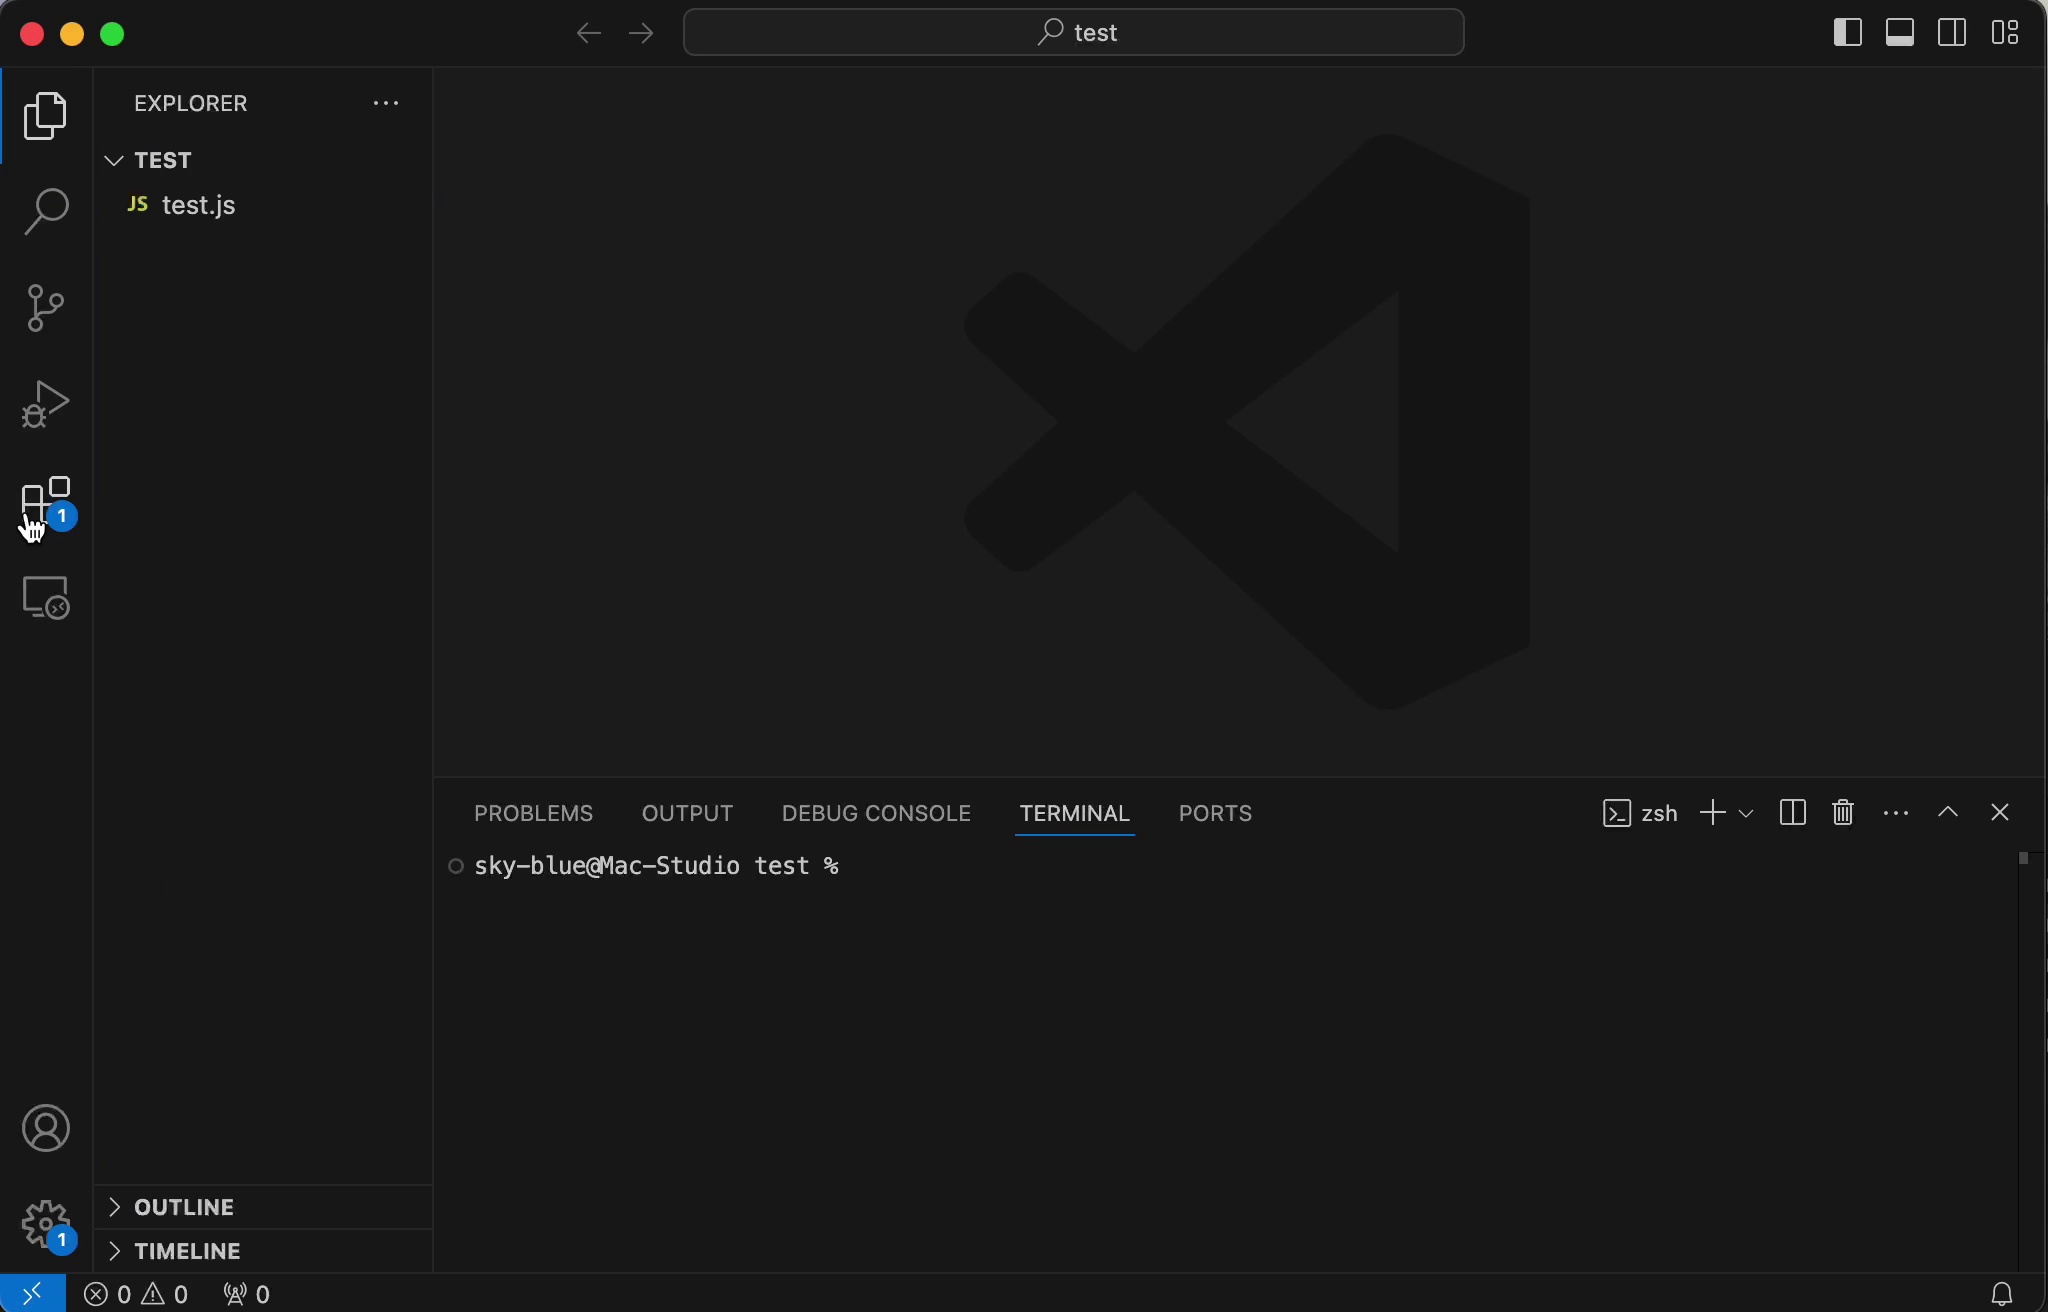 test
EXPLORER
TEST
JS test.js
1
PROBLEMS OUTPUT DEBUG CONSOLE TERMINAL PORTS zsh
sky-blue@Mac-Studio test %
OUTLINE
1
TIMELINE
0 0 0